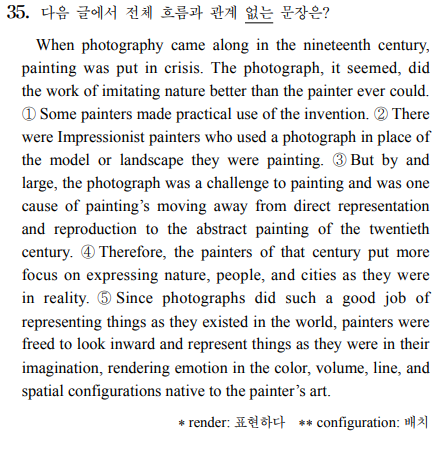 35. 다음 글에서 전체 흐름과 관계 없는 문장은?
When photography came along in the nineteenth century,
painting was put in crisis. The photograph, it seemed, did
the work of imitating nature better than the painter ever could.
① Some painters made practical use of the invention. ② There
were Impressionist painters who used a photograph in place of
the model or landscape they were painting. ③ But by and
large, the photograph was a challenge to painting and was one
cause of painting’s moving away from direct representation
and reproduction to the abstract painting of the twentieth
century. ④ Therefore, the painters of that century put more
focus on expressing nature, people, and cities as they were
in reality. ⑤ Since photographs did such a good job of
representing things as they existed in the world, painters were
freed to look inward and represent things as they were in their
imagination, rendering emotion in the color, volume, line, and
spatial configurations native to the painter’s art.
* render: 표현하다 ** configuration: 배치